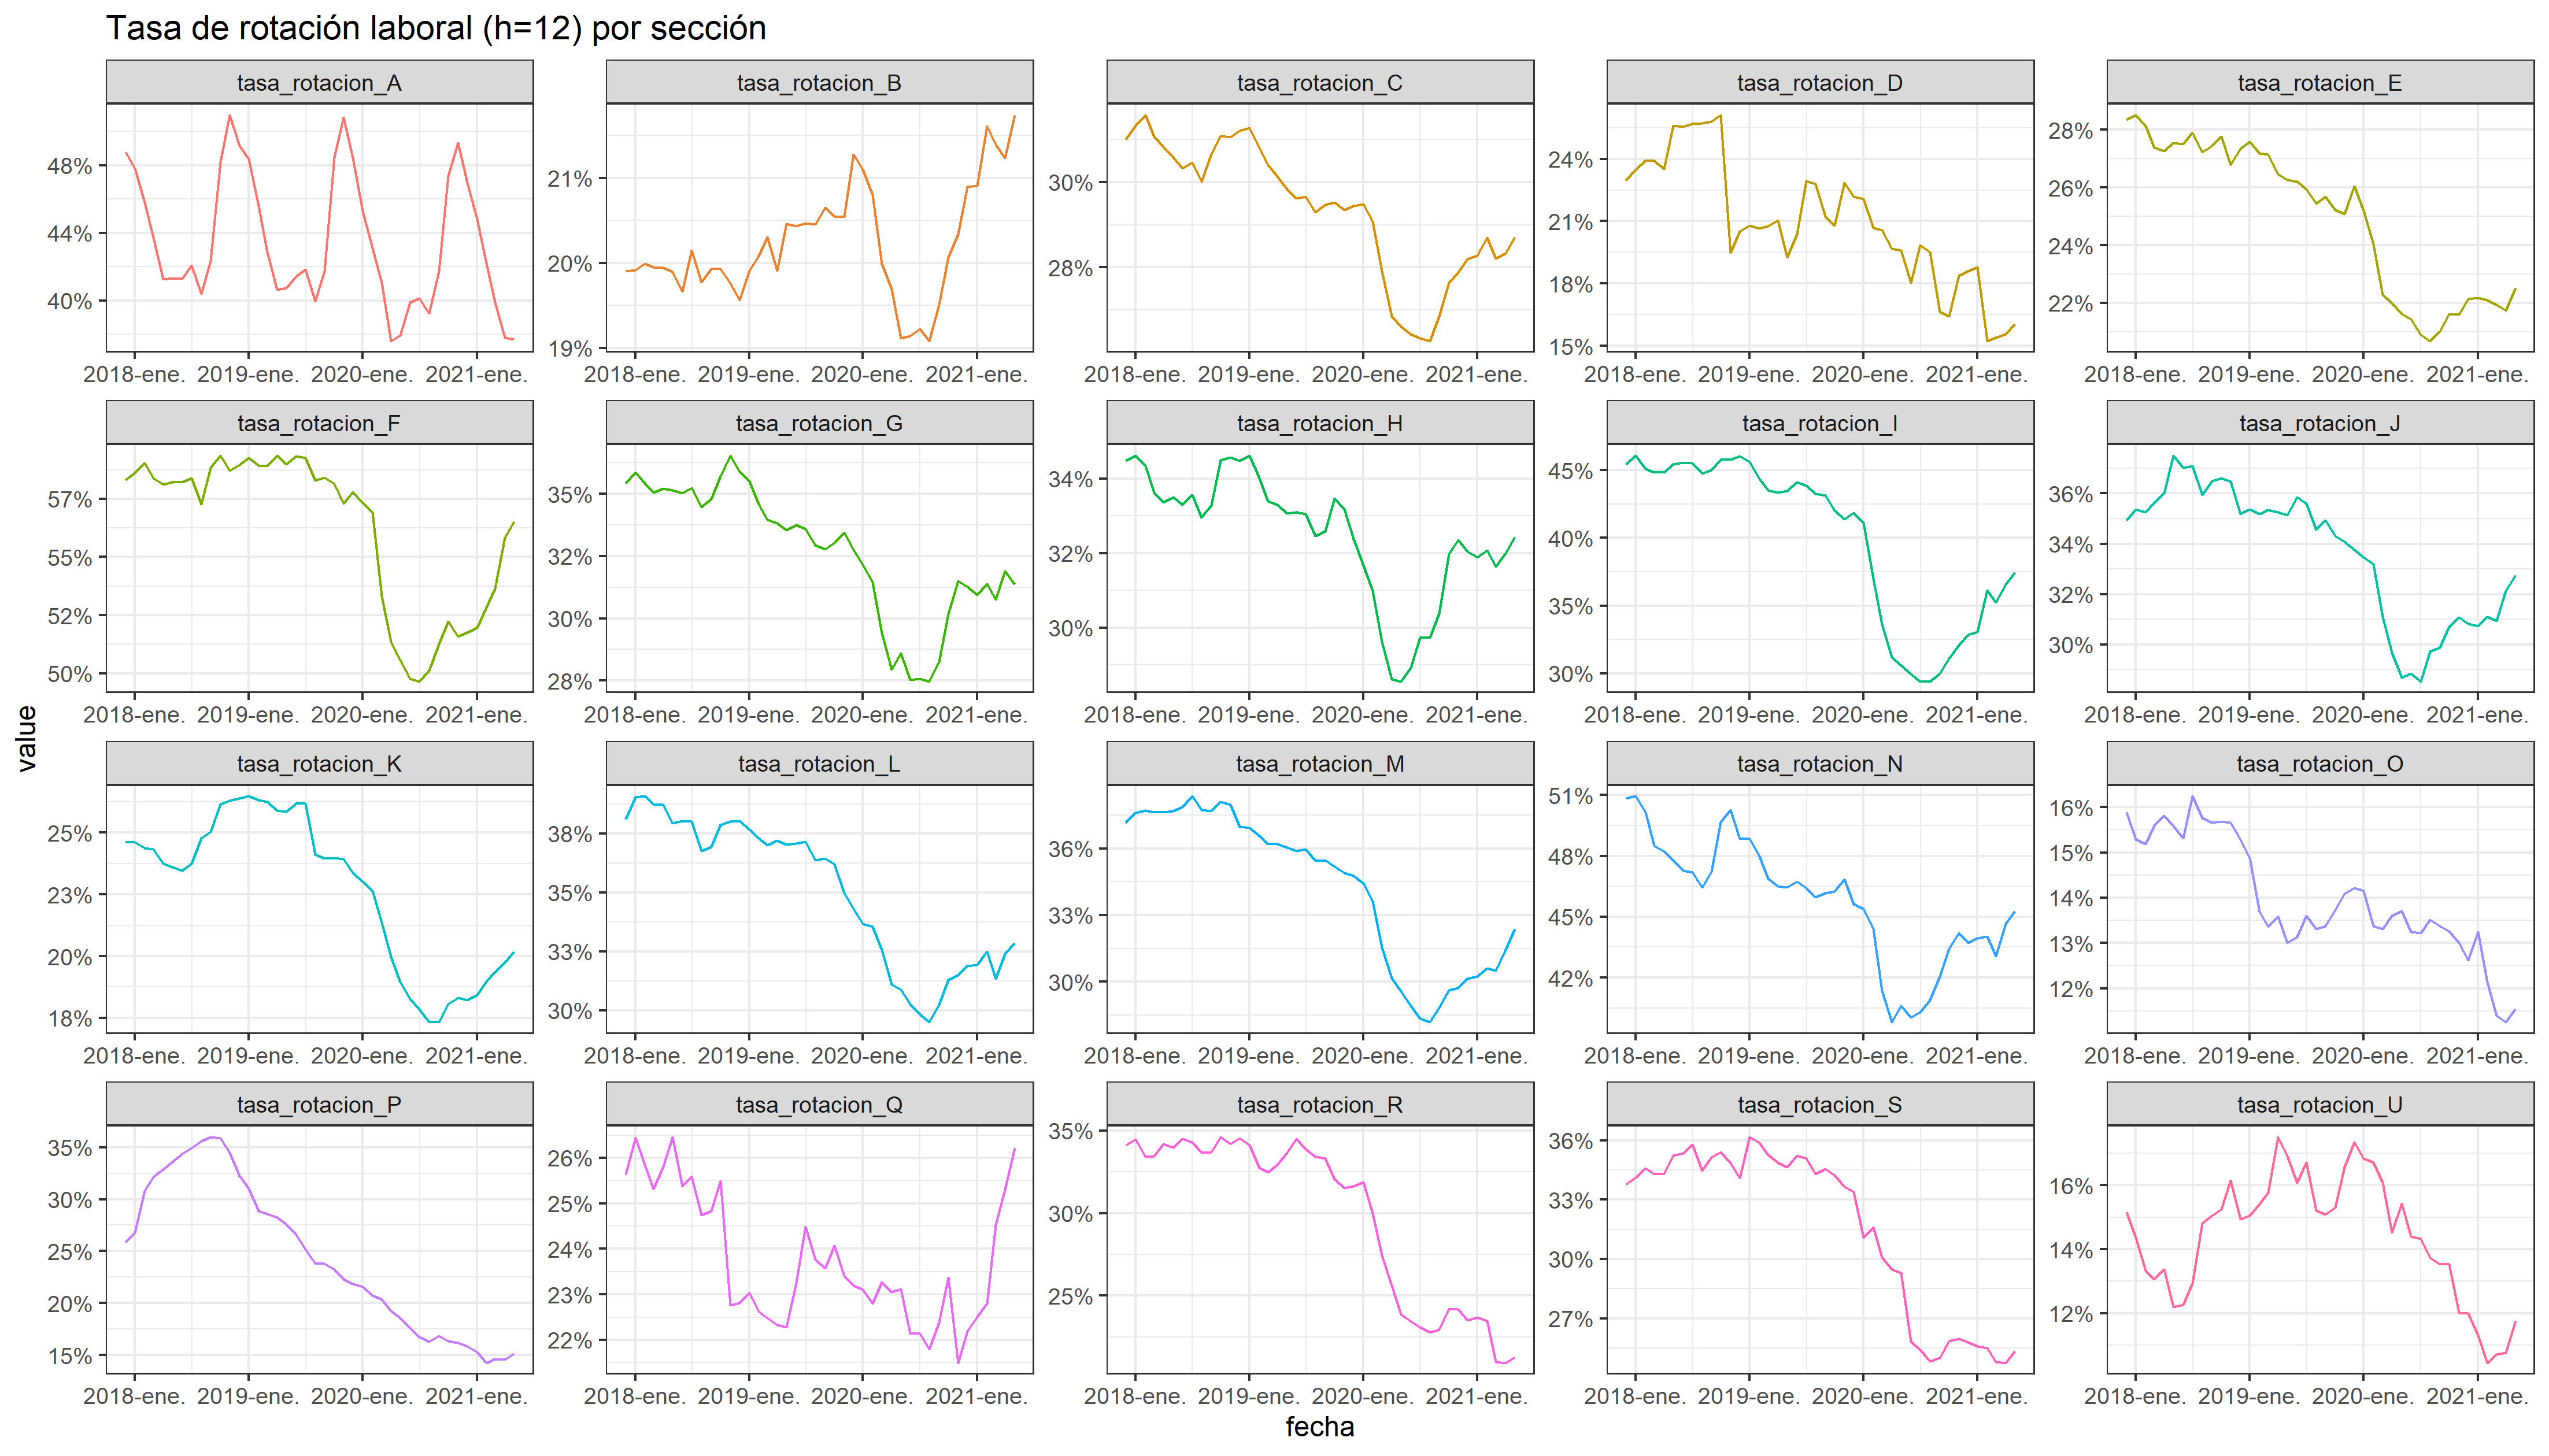 Tasa de rotación laboral (h=12) por sección
tasa_rotacion_A
tasa_rotacion_B
tasa_rotacion_C
tasa_rotacion_D
tasa_rotacion_E
48%
44%
40%
21%
20%
19%
30%
28%
24%
21%
18%
15%
28%
26%
24%
22%
2018-ene. 2019-ene. 2020-ene. 2021-ene.
2018-ene. 2019-ene. 2020-ene. 2021-ene.
2018-ene. 2019-ene. 2020-ene. 2021-ene.
2018-ene. 2019-ene. 2020-ene. 2021-ene.
2018-ene. 2019-ene. 2020-ene. 2021-ene.
tasa_rotacion_F
tasa_rotacion_G
tasa_rotacion_H
tasa_rotacion_I
tasa_rotacion_J
57%
55%
52%
50%
35%
32%
30%
28%
34%
32%
30%
45%
40%
35%
30%
36%
34%
32%
30%
2018-ene. 2019-ene. 2020-ene. 2021-ene.
2018-ene. 2019-ene. 2020-ene. 2021-ene.
2018-ene. 2019-ene. 2020-ene. 2021-ene.
2018-ene. 2019-ene. 2020-ene. 2021-ene.
2018-ene. 2019-ene. 2020-ene. 2021-ene.
value
tasa_rotacion_K
tasa_rotacion_L
tasa_rotacion_M
tasa_rotacion_N
tasa_rotacion_O
25%
23%
20%
18%
38%
35%
33%
30%
36%
33%
30%
51%
48%
45%
42%
16%
15%
14%
13%
12%
2018-ene. 2019-ene. 2020-ene. 2021-ene.
2018-ene. 2019-ene. 2020-ene. 2021-ene.
2018-ene. 2019-ene. 2020-ene. 2021-ene.
2018-ene. 2019-ene. 2020-ene. 2021-ene.
2018-ene. 2019-ene. 2020-ene. 2021-ene.
tasa_rotacion_P
tasa_rotacion_Q
tasa_rotacion_R
tasa_rotacion_S
tasa_rotacion_U
35%
30%
25%
20%
15%
26%
25%
24%
23%
22%
35%
30%
25%
36%
33%
30%
27%
16%
14%
12%
2018-ene. 2019-ene. 2020-ene. 2021-ene.
2018-ene. 2019-ene. 2020-ene. 2021-ene.
2018-ene. 2019-ene. 2020-ene. 2021-ene.
2018-ene. 2019-ene. 2020-ene. 2021-ene.
2018-ene. 2019-ene. 2020-ene. 2021-ene.
fecha